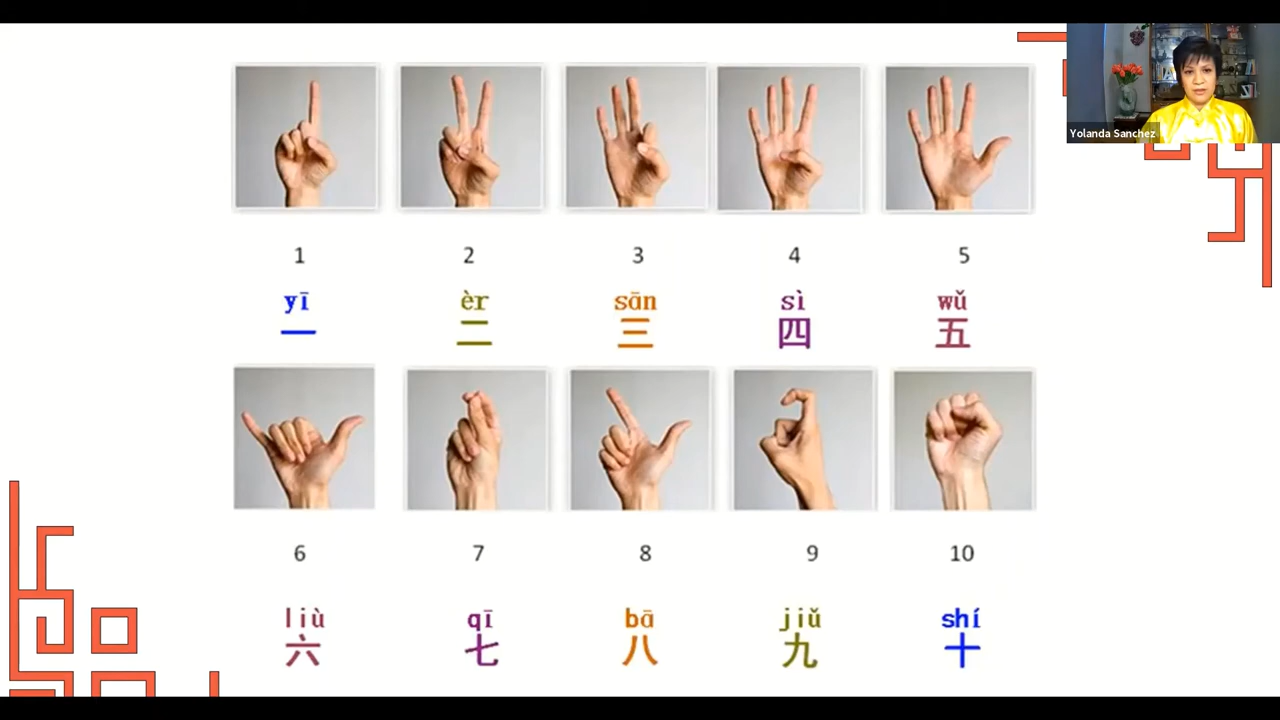 Yolanda Sanchez
1 2 3 4 5
yī èr sān sì wǔ
一 二 三 四 五
6 7 8 9 10
liù qī bā jiǔ shí
六 七 八 九 十